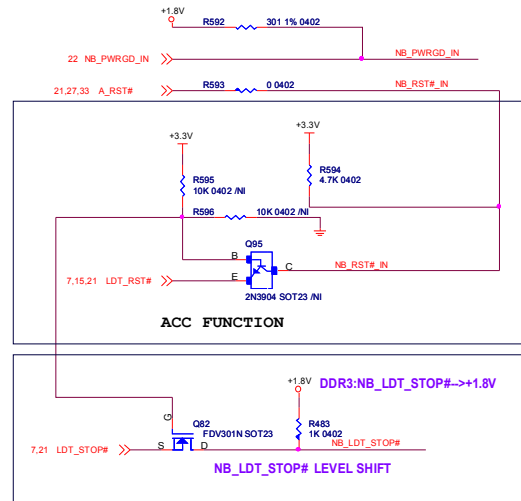 +1.8V
R592 301 1% 0402
22 NB_PWRGD_IN NB_PWRGD_IN
21,27,33 A_RST# R593 0 0402 NB_RST#_IN
+3.3V +3.3V
R595
10K 0402 /NI
R594
4.7K 0402
R596 10K 0402 /NI
Q95
B
E
C
7,15,21 LDT_RST#
NB_RST#_IN
2N3904 SOT23 /NI
ACC FUNCTION
+1.8V DDR3:NB_LDT_STOP#-->+1.8V
G
Q82
FDV301N SOT23
R483
1K 0402
7,21 LDT_STOP# S D NB_LDT_STOP#
NB_LDT_STOP# LEVEL SHIFT